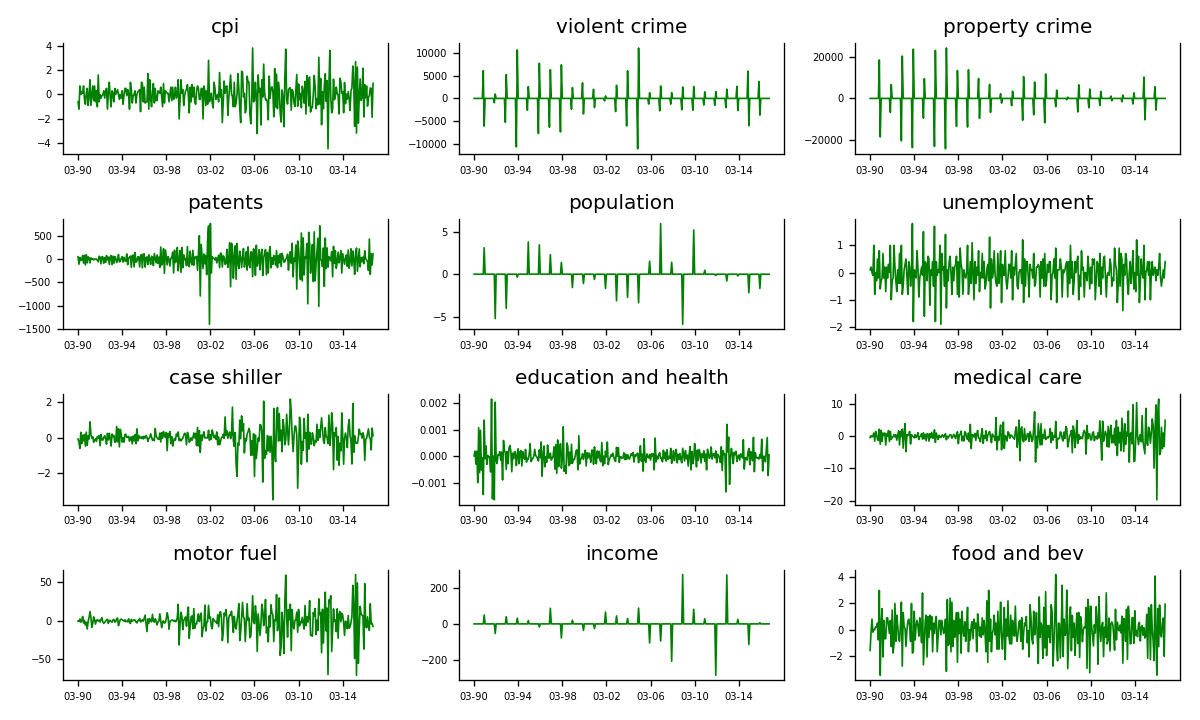 cpi
4
2
0
−2
−4
03-90 03-94 03-98 03-02 03-06 03-10 03-14
violent crime
10000
5000
0
−5000
−10000
03-90 03-94 03-98 03-02 03-06 03-10 03-14
property crime
20000
0
−20000
03-90 03-94 03-98 03-02 03-06 03-10 03-14
patents
500
0
−500
−1000
−1500
03-90 03-94 03-98 03-02 03-06 03-10 03-14
population
5
0
−5
03-90 03-94 03-98 03-02 03-06 03-10 03-14
unemployment
1
0
−1
−2
03-90 03-94 03-98 03-02 03-06 03-10 03-14
case shiller
2
0
−2
03-90 03-94 03-98 03-02 03-06 03-10 03-14
education and health
0.002
0.001
0.000
−0.001
03-90 03-94 03-98 03-02 03-06 03-10 03-14
medical care
10
0
−10
−20
03-90 03-94 03-98 03-02 03-06 03-10 03-14
motor fuel
50
0
−50
03-90 03-94 03-98 03-02 03-06 03-10 03-14
income
200
0
−200
03-90 03-94 03-98 03-02 03-06 03-10 03-14
food and bev
4
2
0
−2
03-90 03-94 03-98 03-02 03-06 03-10 03-14